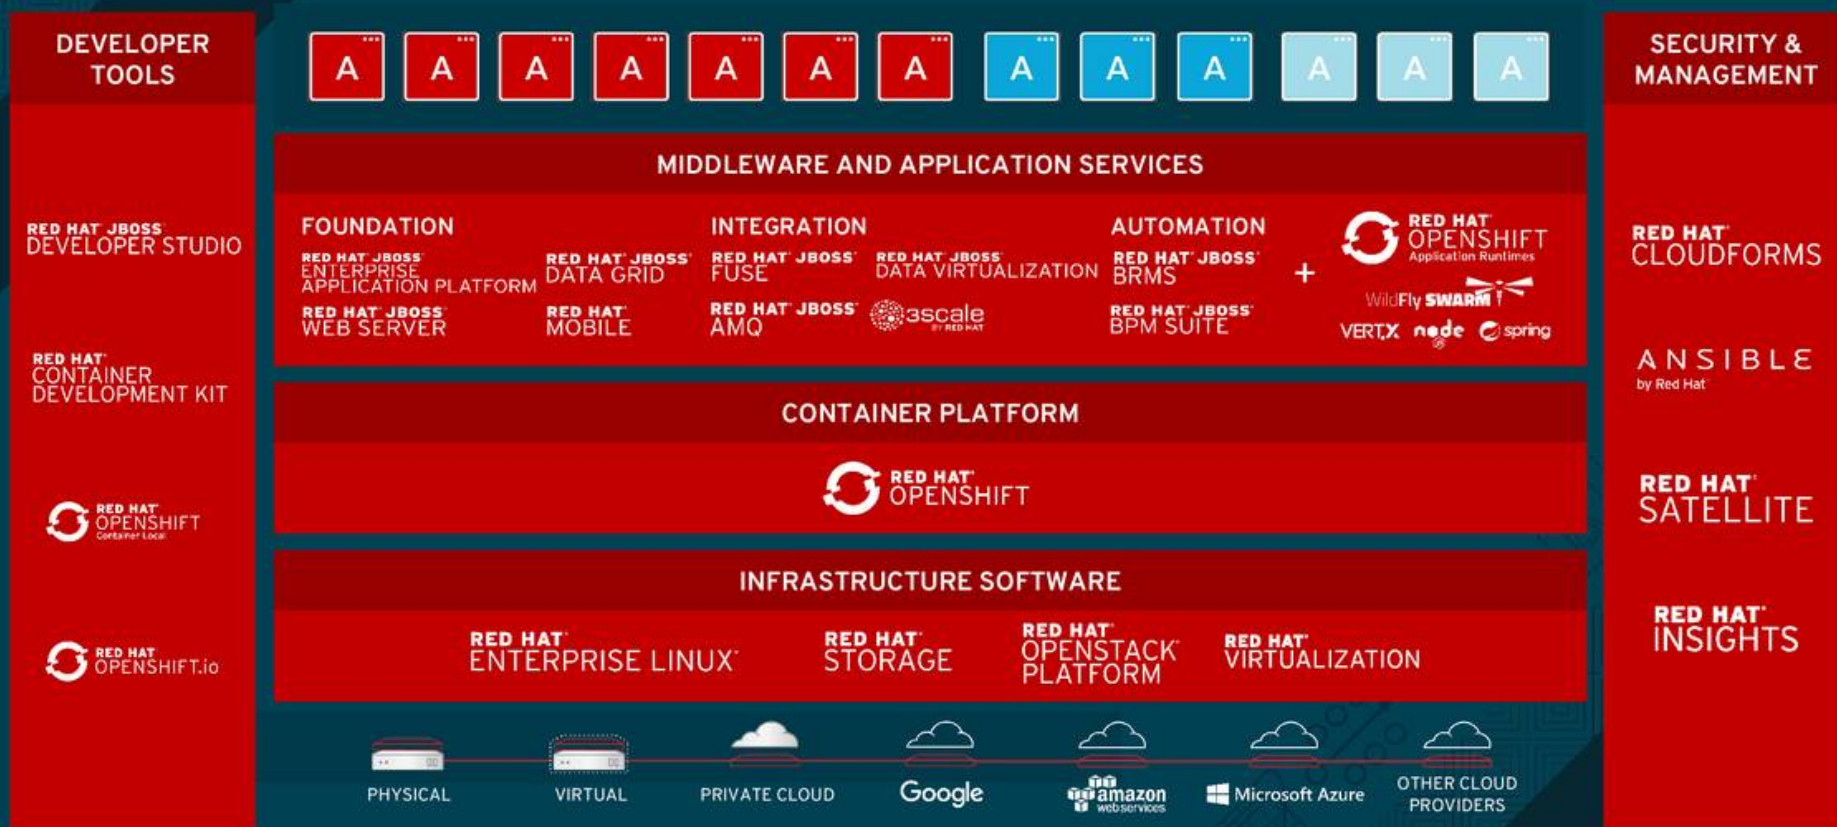 DEVELOPER
TOOLS
RED HAT JBOSS
DEVELOPER STUDIO
RED HAT
CONTAINER
DEVELOPMENT KIT
RED HAT
OPENSHIFT
Container Local
RED HAT
OPENSHIFT.io
A A A A A A A A A A A A A
MIDDLEWARE AND APPLICATION SERVICES
FOUNDATION
RED HAT JBOSS
ENTERPRISE
APPLICATION PLATFORM
RED HAT JBOSS
DATA GRID
RED HAT JBOSS
WEB SERVER
RED HAT
MOBILE
INTEGRATION
RED HAT JBOSS
FUSE
RED HAT JBOSS
DATA VIRTUALIZATION
RED HAT JBOSS
AMQ
3scale
BY RED HAT
AUTOMATION
RED HAT JBOSS
BRMS
RED HAT JBOSS
BPM SUITE
+
RED HAT
OPENSHIFT
Application Runtimes
WildFly SWARM
VERT.X node spring
CONTAINER PLATFORM
RED HAT
OPENSHIFT
INFRASTRUCTURE SOFTWARE
RED HAT
ENTERPRISE LINUX
RED HAT
STORAGE
RED HAT
OPENSTACK
PLATFORM
RED HAT
VIRTUALIZATION
PHYSICAL
VIRTUAL
PRIVATE CLOUD
Google
amazon
webservices
Microsoft Azure
OTHER CLOUD
PROVIDERS
SECURITY &
MANAGEMENT
RED HAT
CLOUDFORMS
ANSIBLE
by Red Hat
RED HAT
SATELLITE
RED HAT
INSIGHTS